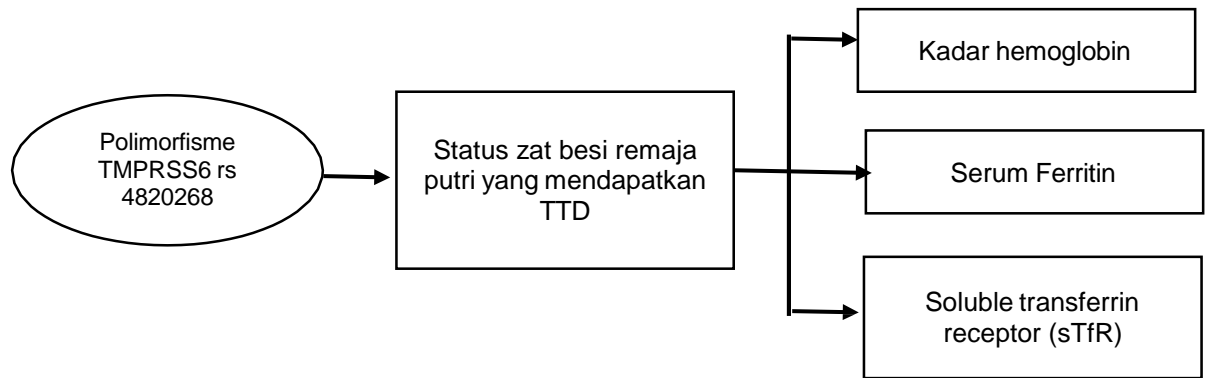 Polimorfisme
TMPRSS6 rs
4820268
Status zat besi remaja
putri yang mendapatkan
TTD
Kadar hemoglobin
Serum Ferritin
Soluble transferrin
receptor (sTfR)